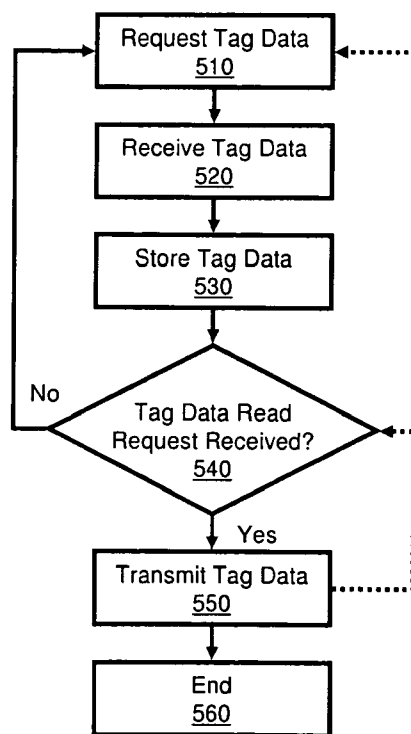 Request Tag Data
510
Receive Tag Data
520
Store Tag Data
530
No
Tag Data Read
Request Received?
540
Yes
Transmit Tag Data
550
End
560